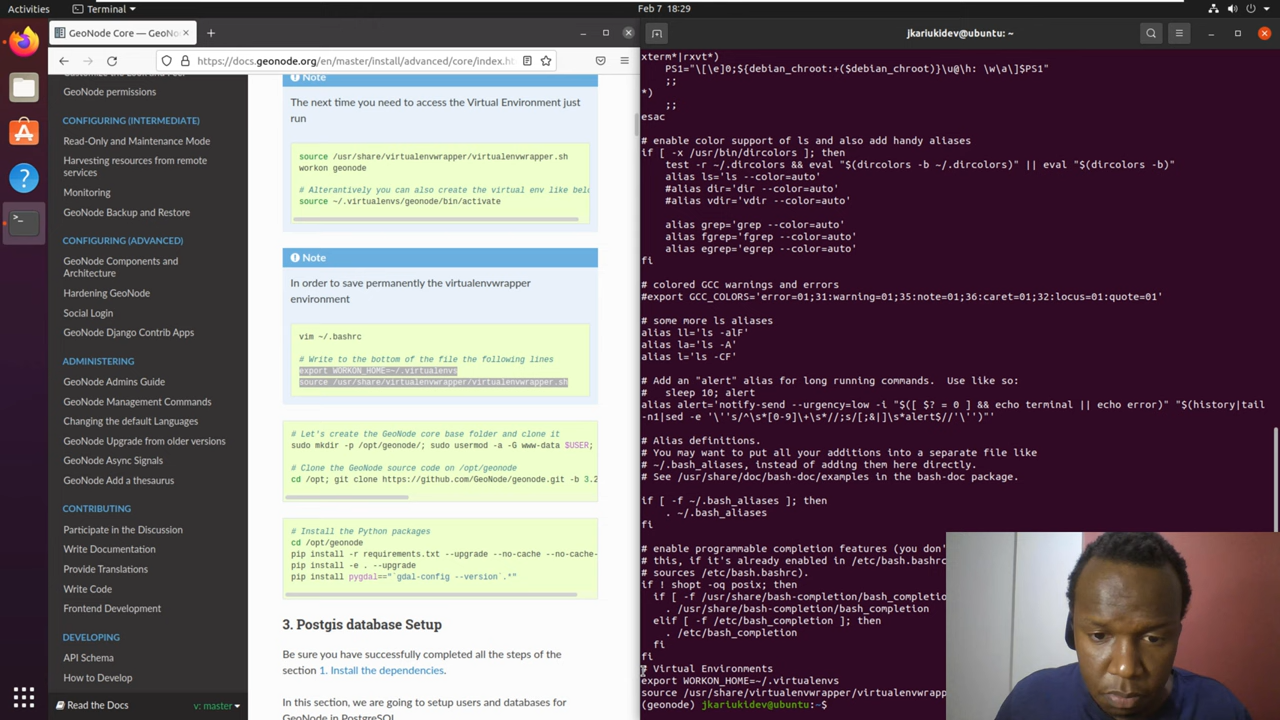 Activities
Terminal
Feb 7 18:29
GeoNode Core — GeoNo
jkariukidev@ubuntu: ~
https://docs.geonode.org/en/master/install/advanced/core/index.ht
GeoNode permissions
CONFIGURING (INTERMEDIATE)
Read-Only and Maintenance Mode
Harvesting resources from remote
services
Monitoring
GeoNode Backup and Restore
CONFIGURING (ADVANCED)
GeoNode Components and
Architecture
Hardening GeoNode
Social Login
GeoNode Django Contrib Apps
ADMINISTERING
GeoNode Admins Guide
GeoNode Management Commands
Changing the default Languages
GeoNode Upgrade from older versions
GeoNode Async Signals
GeoNode Add a thesaurus
CONTRIBUTING
Participate in the Discussion
Write Documentation
Provide Translations
Write Code
Frontend Development
DEVELOPING
API Schema
How to Develop
Read the Docs
v: master
Note
The next time you need to access the Virtual Environment just
run
source /usr/share/virtualenvwrapper/virtualenvwrapper.sh
workon geonode
# Alterantively you can also create the virtual env like belo
source ~/.virtualenvs/geonode/bin/activate
Note
In order to save permanently the virtualenvwrapper
environment
vim ~/.bashrc
# Write to the bottom of the file the following lines
export WORKON_HOME=~/.virtualenvs
source /usr/share/virtualenvwrapper/virtualenvwrapper.sh
# Let's create the GeoNode core base folder and clone it
sudo mkdir -p /opt/geonode/; sudo usermod -a -G www-data $USER;
# Clone the GeoNode source code on /opt/geonode
cd /opt; git clone https://github.com/GeoNode/geonode.git -b 3.2
# Install the Python packages
cd /opt/geonode
pip install -r requirements.txt --upgrade --no-cache --no-cache-
pip install -e . --upgrade
pip install pygdal=="`gdal-config --version`.*"
3. Postgis database Setup
Be sure you have successfully completed all the steps of the
section 1. Install the dependencies.
In this section, we are going to setup users and databases for
GeoNode in PostgreSQL.
xterm*|rxvt*)
PS1="\[\e]0;${debian_chroot:+($debian_chroot)}\u@\h: \w\a\]$PS1"
;;
*)
;;
esac
# enable color support of ls and also add handy aliases
if [ -x /usr/bin/dircolors ]; then
test -r ~/.dircolors && eval "$(dircolors -b ~/.dircolors)" || eval "$(dircolors -b)"
alias ls='ls --color=auto'
#alias dir='dir --color=auto'
#alias vdir='vdir --color=auto'
alias grep='grep --color=auto'
alias fgrep='fgrep --color=auto'
alias egrep='egrep --color=auto'
fi
# colored GCC warnings and errors
#export GCC_COLORS='error=01;31:warning=01;35:note=01;36:caret=01;32:locus=01:quote=01'
# some more ls aliases
alias ll='ls -alF'
alias la='ls -A'
alias l='ls -CF'
# Add an "alert" alias for long running commands.  Use like so:
#   sleep 10; alert
alias alert='notify-send --urgency=low -i "$([ $? = 0 ] && echo terminal || echo error)" "$(history|tail
-n1|sed -e '\''s/^\s*[0-9]\+\s*//;s/[;&|]\s*alert$//'\'')"'
# Alias definitions.
# You may want to put all your additions into a separate file like
# ~/.bash_aliases, instead of adding them here directly.
# See /usr/share/doc/bash-doc/examples in the bash-doc package.
if [ -f ~/.bash_aliases ]; then
. ~/.bash_aliases
fi
# enable programmable completion features (you don'
# this, if it's already enabled in /etc/bash.bashrc
# sources /etc/bash.bashrc).
if ! shopt -oq posix; then
if [ -f /usr/share/bash-completion/bash_completio
. /usr/share/bash-completion/bash_completion
elif [ -f /etc/bash_completion ]; then
. /etc/bash_completion
fi
fi
# Virtual Environments
export WORKON_HOME=~/.virtualenvs
source /usr/share/virtualenvwrapper/virtualenvwrapp
(geonode) jkariukidev@ubuntu:~$